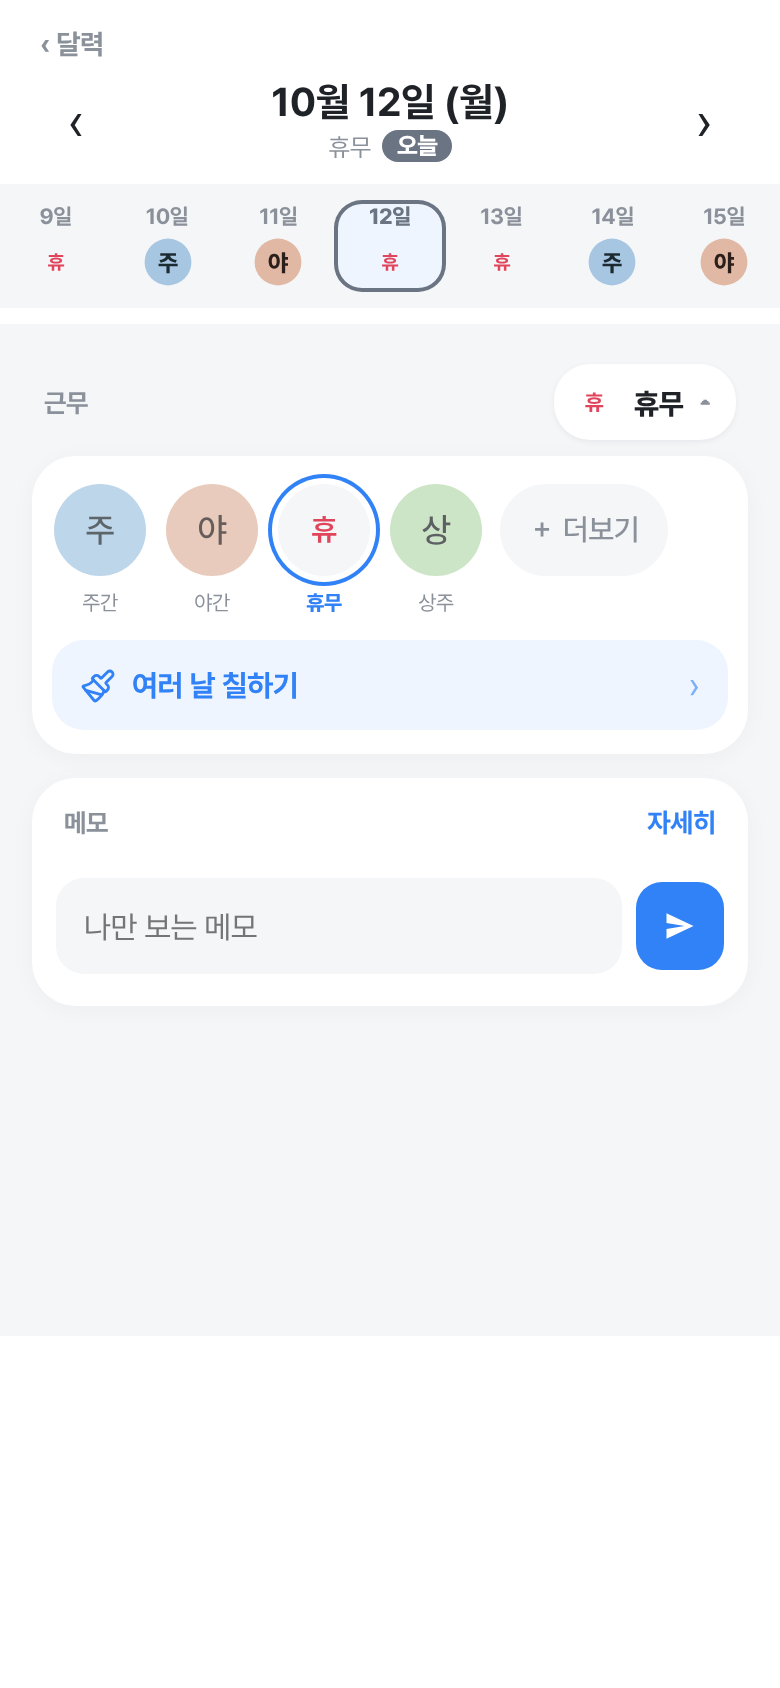 ‹ 달력
‹ 10월 12일 (월) ›
휴무 오늘
9일 10일 11일 12일 13일 14일 15일
휴 주 야 휴 휴 주 야
근무 휴 휴무
주 야 휴 상 + 더보기
주간 야간 휴무 상주
여러 날 칠하기 ›
메모 자세히
나만 보는 메모